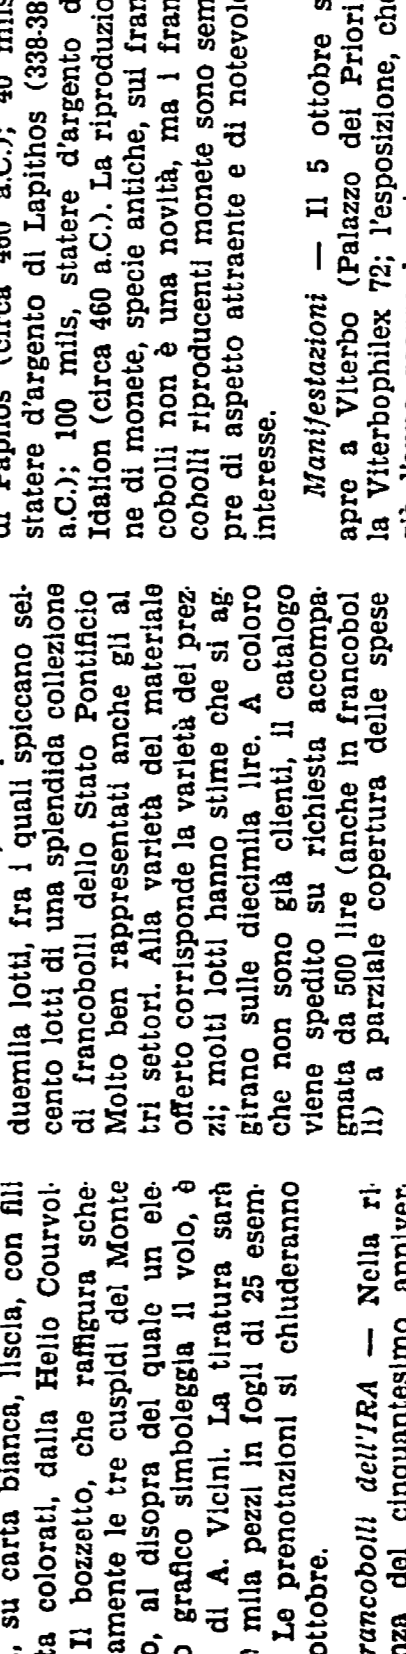 , su carta bianca, liscia, con fili
ta colorati, dalla Helio Courvol-
Il bozzetto, che raffigura sche-
amente le tre cuspidi del Monte
o, al disopra del quale un ele-
o grafico simboleggia il volo, è
di A. Vicini. La tiratura sarà
mila pezzi in fogli di 25 esem-
Le prenotazioni si chiuderanno
ottobre.
rancobolli dell'IRA — Nella ri-
nza del cinquantesimo anniver-
duemila lotti, fra i quali spiccano sei-
cento lotti di una splendida collezione
di francobolli dello Stato Pontificio
Molto ben rappresentati anche gli al
tri settori. Alla varietà del materiale
offerto corrisponde la varietà dei prez-
zi; molti lotti hanno stime che si ag-
girano sulle diecimila lire. A coloro
che non sono già clienti, il catalogo
viene spedito su richiesta accompa-
gnata da 500 lire (anche in francobol
li) a parziale copertura delle spese
di Paphos (circa 460 a.C.); 40 mils
statere d'argento di Lapithos (338-38
a.C.); 100 mils, statere d'argento d
Idalion (circa 460 a.C.). La riproduzio
ne di monete, specie antiche, sui fran
cobolli non è una novità, ma i fran
cobolli riproducenti monete sono sem
pre di aspetto attraente e di notevole
interesse.
Manifestazioni — Il 5 ottobre s
apre a Viterbo (Palazzo dei Priori
la Viterbophilex 72; l'esposizione, che